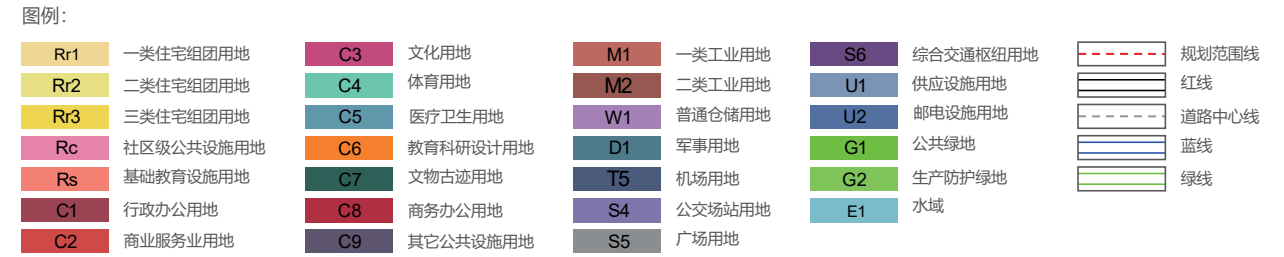 图例：
Rr1 一类住宅组团用地 C3 文化用地 M1 一类工业用地 S6 综合交通枢纽用地 规划范围线
Rr2 二类住宅组团用地 C4 体育用地 M2 二类工业用地 U1 供应设施用地 红线
Rr3 三类住宅组团用地 C5 医疗卫生用地 W1 普通仓储用地 U2 邮电设施用地 道路中心线
Rc 社区级公共设施用地 C6 教育科研设计用地 D1 军事用地 G1 公共绿地 蓝线
Rs 基础教育设施用地 C7 文物古迹用地 T5 机场用地 G2 生产防护绿地 绿线
C1 行政办公用地 C8 商务办公用地 S4 公交场站用地 E1 水域
C2 商业服务业用地 C9 其它公共设施用地 S5 广场用地